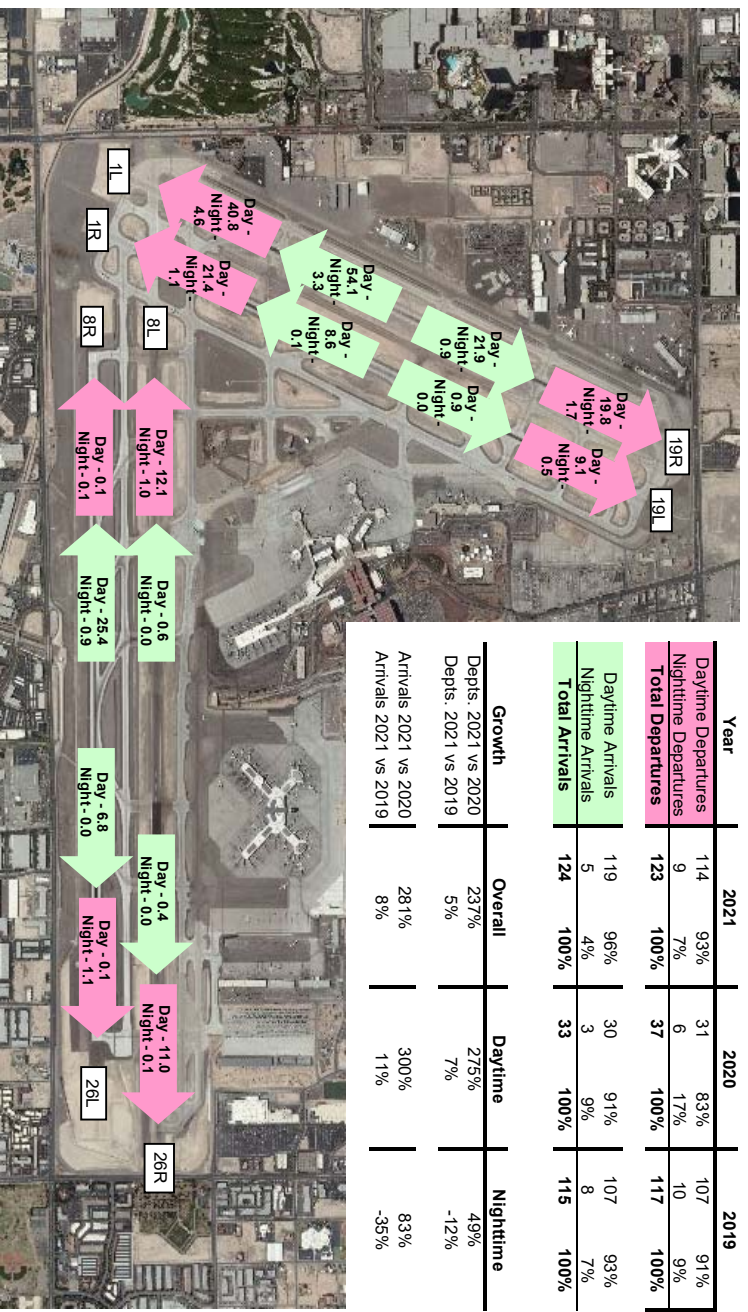 Year 2021 2020 2019
Daytime Departures 114 93% 31 83% 107 91%
Nighttime Departures 9 7% 6 17% 10 9%
Total Departures 123 100% 37 100% 117 100%
Daytime Arrivals 119 96% 30 91% 107 93%
Nighttime Arrivals 5 4% 3 9% 8 7%
Total Arrivals 124 100% 33 100% 115 100%
Growth Overall Daytime Nighttime
Depts. 2021 vs 2020 237% 275% 49%
Depts. 2021 vs 2019 5% 7% -12%
Arrivals 2021 vs 2020 281% 300% 83%
Arrivals 2021 vs 2019 8% 11% -35%
19R
19L
Day -
19.8
Night -
1.7
Day -
9.1
Night -
0.5
Day -
21.9
Night -
0.9
Day -
0.9
Night -
0.0
Day -
54.1
Night -
3.3
Day -
8.6
Night -
0.1
Day -
40.8
Night -
4.6
Day -
21.4
Night -
1.1
1L
1R
8L
8R
Day - 12.1
Night - 1.0
Day - 0.6
Night - 0.0
Day - 0.4
Night - 0.0
Day - 11.0
Night - 0.1
26R
Day - 0.1
Night - 0.1
Day - 25.4
Night - 0.9
Day - 6.8
Night - 0.0
Day - 0.1
Night - 1.1
26L